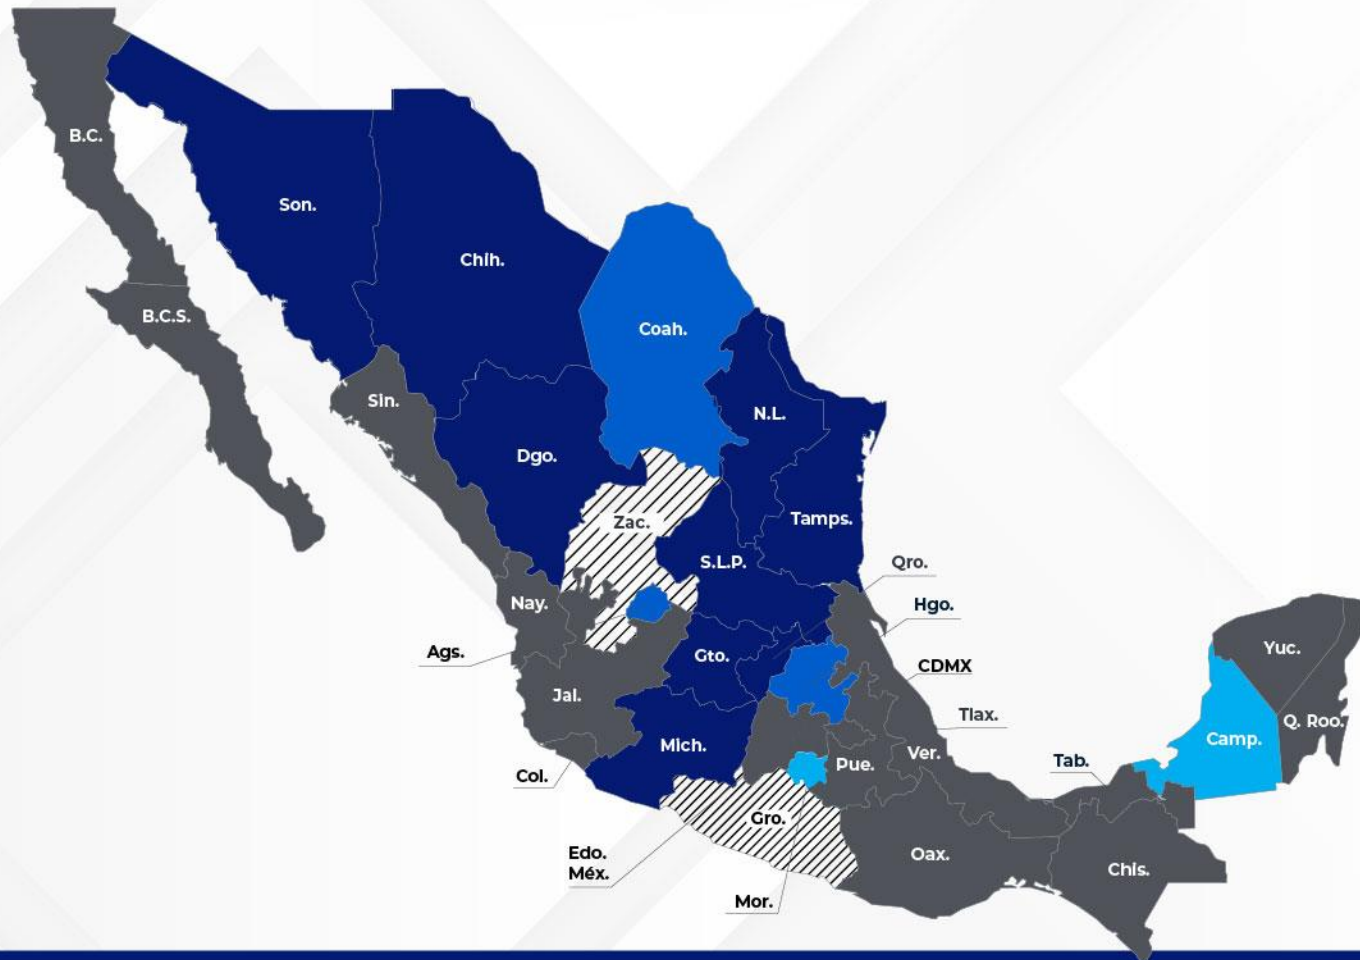 B.C.
Son.
Chih.
B.C.S.
Coah.
Sin.
N.L.
Dgo.
Tamps.
Zac.
S.L.P.
Qro.
Nay.
Hgo.
Ags.
Gto.
CDMX
Yuc.
Jal.
Tlax.
Q. Roo.
Mich.
Camp.
Ver.
Pue.
Tab.
Col.
Gro.
Edo.
Méx.
Oax.
Chis.
Mor.